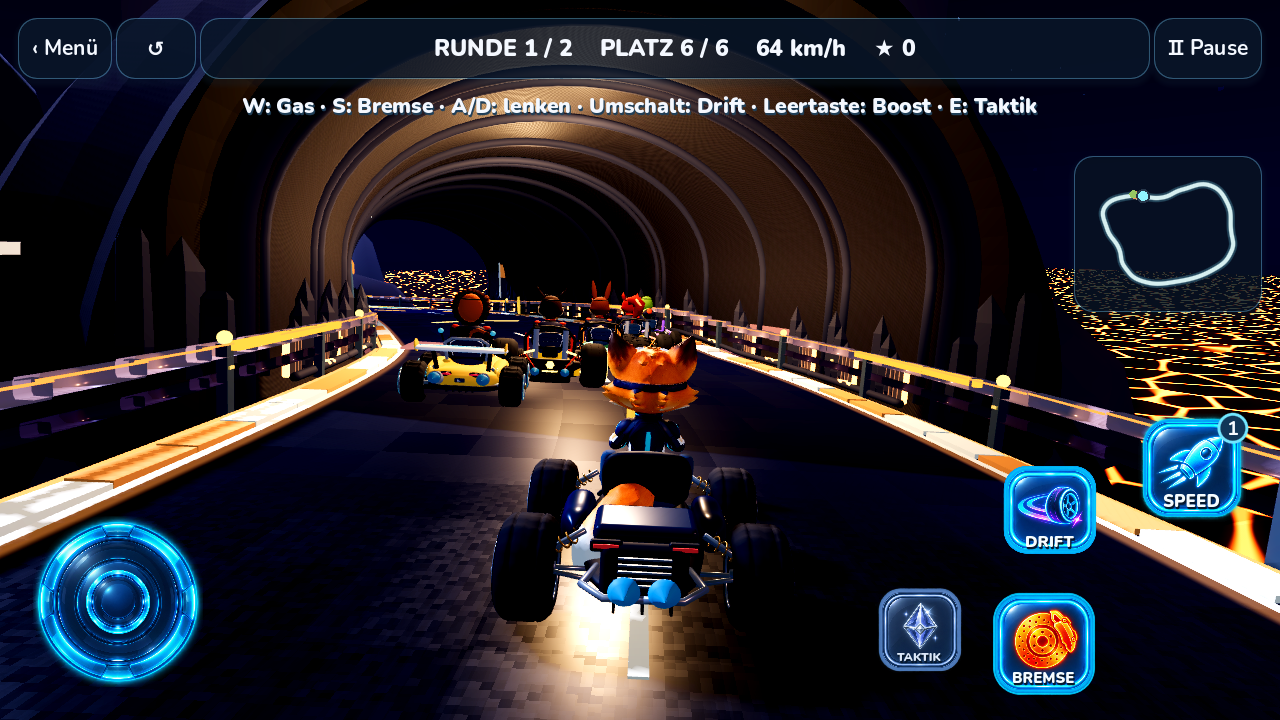 ‹ Menü
↺
RUNDE 1 / 2 PLATZ 6 / 6 64 km/h ★ 0
II Pause
W: Gas · S: Bremse · A/D: lenken · Umschalt: Drift · Leertaste: Boost · E: Taktik
1
SPEED
DRIFT
TAKTIK
BREMSE